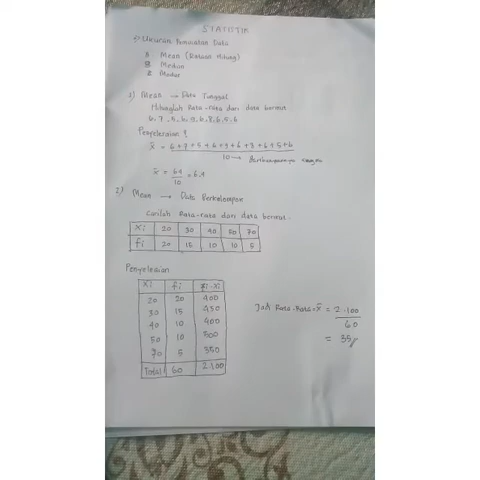 STATISTIK
Ukuran Pemusatan Data
A Mean (Rataan Hitung)
B Median
Modus
1) Mean → Data Tunggal
Hitunglah Rata-rata dari data berikut
6, 7, 5, 6, 9, 6, 8, 6, 5, 6
Penyelesaian
x̄ = 6+7+5+6+9+6+8+6+5+6
10 →
x̄ = 64 = 6.4
10
2) Mean → Data Berkelompok
Carilah Rata-rata dari data berikut.
Xi 20 30 40 50 70
fi 20 15 10 10 5
Penyelesaian
Xi fi fi-Xi
20 20 400
30 15 450
40 10 400
50 10 500
70 5 350
Total 60 2.100
Jadi Rata-Rata x̄ = 2.100
60
= 35